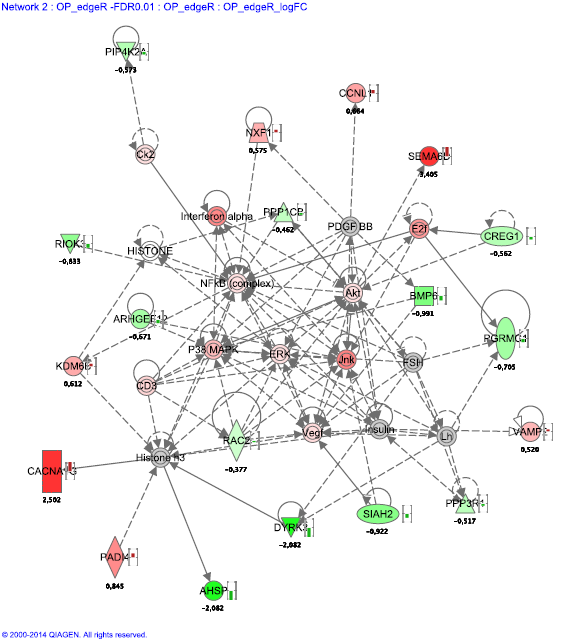 Network 2 : OP_edgeR -FDR0.01 : OP_edgeR : OP_edgeR_logFC
PIP4K2A
-0,573
CCNL1
0,664
NXF1
0,575
Ck2
SEMA6D
3,405
Interferon alpha
PPP1CB
-0,462
PDGF BB
E2f
CREG1
-0,562
RIOK3
-0,833
HISTONE
NFkB (complex)
Akt
BMP6
-0,991
ARHGEF12
-0,671
PGRMC1
-0,705
P38 MAPK
ERK
Jnk
FSH
KDM6B
0,612
CD3
RAC2
-0,377
Vegf
Insulin
Lh
VAMP
0,520
Histone h3
CACNA1G
2,502
PPP3R1
-0,517
SIAH2
-0,922
DYRK3
-2,082
PADI4
0,845
AHSP
-2,082
© 2000-2014 QIAGEN. All rights reserved.